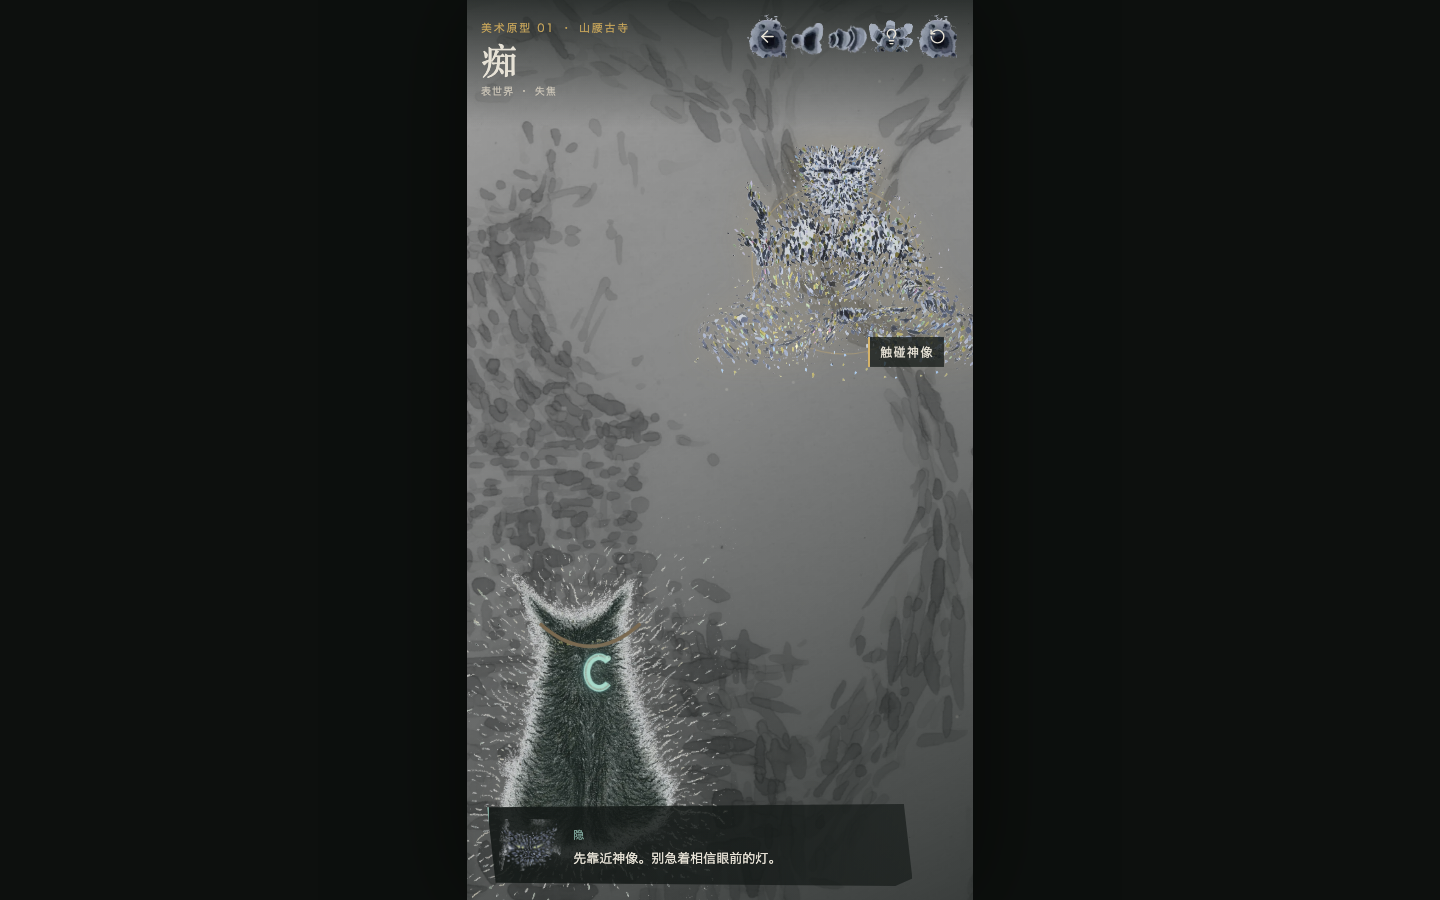 美术原型 01 · 山腰古寺
痴
表世界 · 失焦
触碰神像
C
隐
先靠近神像。别急着相信眼前的灯。